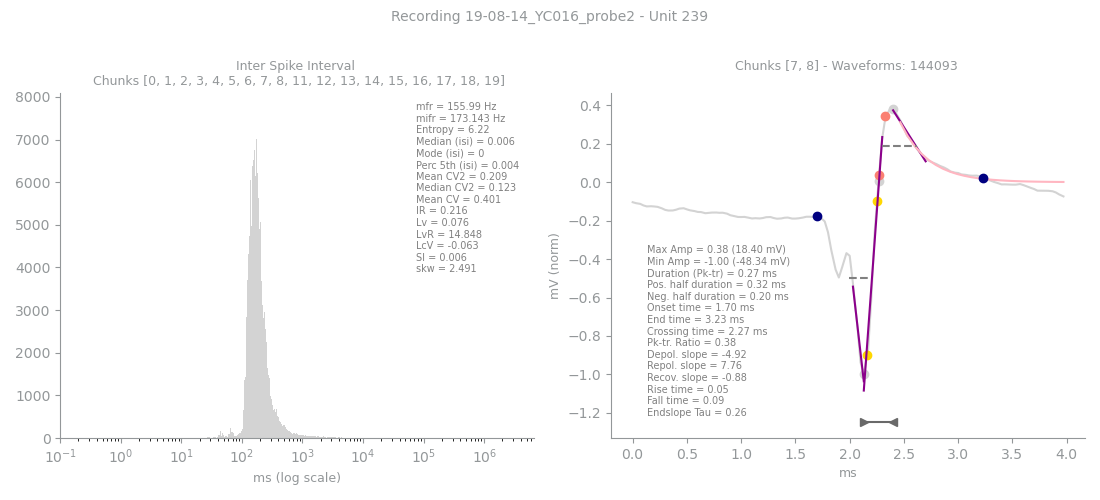 Recording 19-08-14_YC016_probe2 - Unit 239
Inter Spike Interval
Chunks [0, 1, 2, 3, 4, 5, 6, 7, 8, 11, 12, 13, 14, 15, 16, 17, 18, 19]
8000
7000
6000
5000
4000
3000
2000
1000
0
mfr = 155.99 Hz
mifr = 173.143 Hz
Entropy = 6.22
Median (isi) = 0.006
Mode (isi) = 0
Perc 5th (isi) = 0.004
Mean CV2 = 0.209
Median CV2 = 0.123
Mean CV = 0.401
IR = 0.216
Lv = 0.076
LvR = 14.848
LcV = -0.063
SI = 0.006
skw = 2.491
10⁻¹ 10⁰ 10¹ 10² 10³ 10⁴ 10⁵ 10⁶
ms (log scale)
Chunks [7, 8] - Waveforms: 144093
mV (norm)
0.4
0.2
0.0
−0.2
−0.4
−0.6
−0.8
−1.0
−1.2
Max Amp = 0.38 (18.40 mV)
Min Amp = -1.00 (-48.34 mV)
Duration (Pk-tr) = 0.27 ms
Pos. half duration = 0.32 ms
Neg. half duration = 0.20 ms
Onset time = 1.70 ms
End time = 3.23 ms
Crossing time = 2.27 ms
Pk-tr. Ratio = 0.38
Depol. slope = -4.92
Repol. slope = 7.76
Recov. slope = -0.88
Rise time = 0.05
Fall time = 0.09
Endslope Tau = 0.26
0.0 0.5 1.0 1.5 2.0 2.5 3.0 3.5 4.0
ms